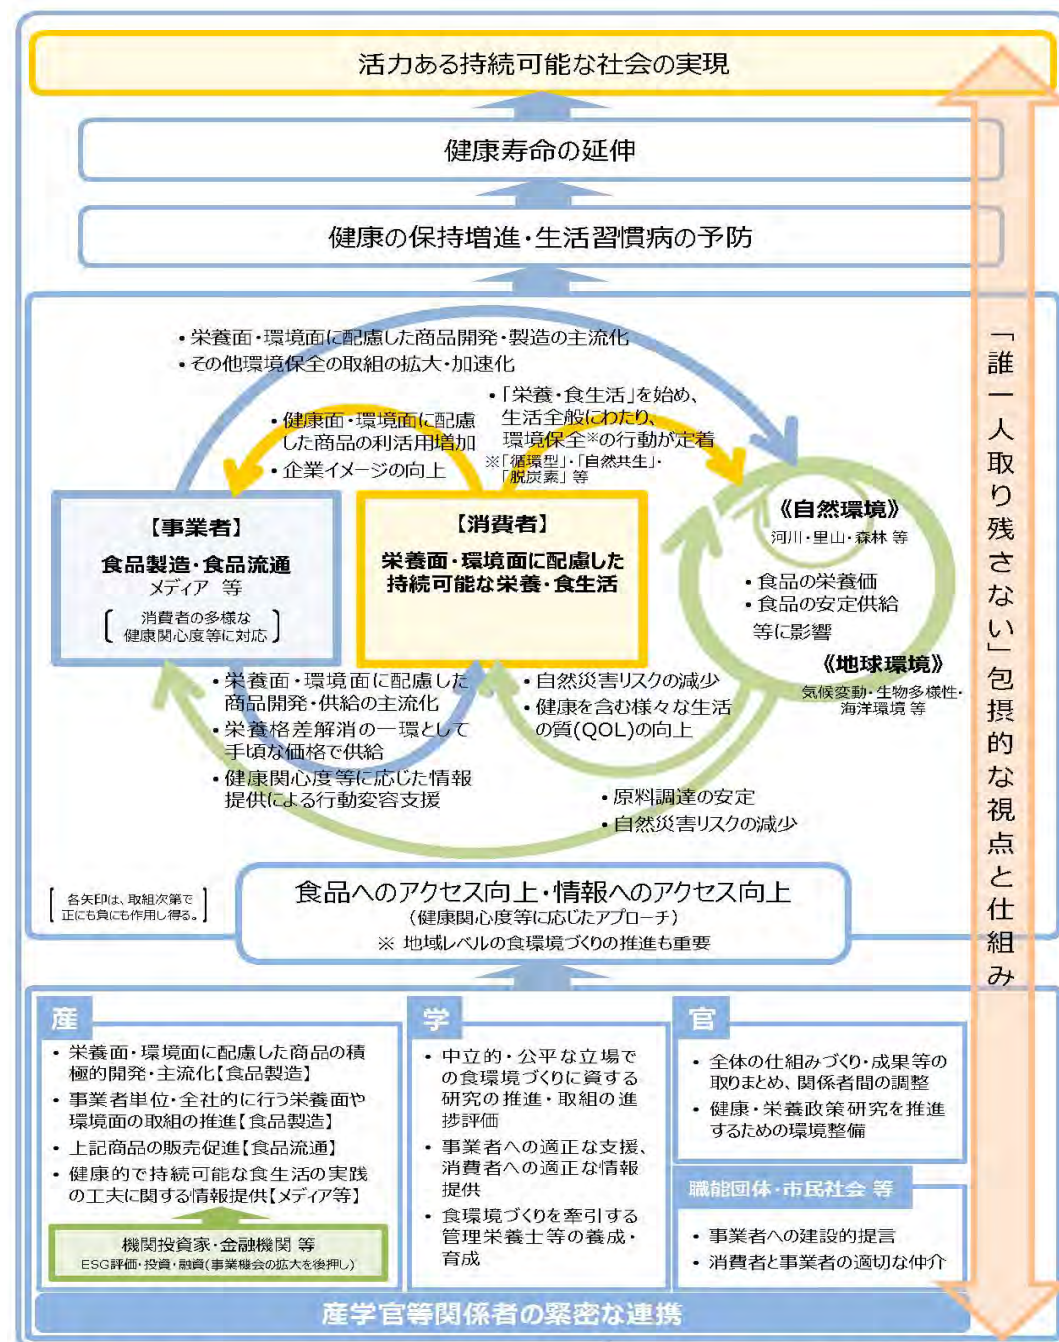 活力ある持続可能な社会の実現
健康寿命の延伸
健康の保持増進・生活習慣病の予防
「誰一人取り残さない」包摂的な視点と仕組み
• 栄養面・環境面に配慮した商品開発・製造の主流化
• その他環境保全の取組の拡大・加速化
• 健康面・環境面に配慮
した商品の利活用増加
• 企業イメージの向上
• 「栄養・食生活」を始め、
生活全般にわたり、
環境保全※の行動が定着
※「循環型」・「自然共生」・
「脱炭素」等
【事業者】
食品製造・食品流通
メディア 等
消費者の多様な
健康関心度等に対応
【消費者】
栄養面・環境面に配慮した
持続可能な栄養・食生活
《自然環境》
河川・里山・森林 等
• 食品の栄養価
• 食品の安定供給
等に影響
《地球環境》
気候変動・生物多様性・
海洋環境 等
• 栄養面・環境面に配慮した
商品開発・供給の主流化
• 栄養格差解消の一環として
手頃な価格で供給
• 健康関心度等に応じた情報
提供による行動変容支援
• 自然災害リスクの減少
• 健康を含む様々な生活
の質(QOL)の向上
• 原料調達の安定
• 自然災害リスクの減少
各矢印は、取組次第で
正にも負にも作用し得る。
食品へのアクセス向上・情報へのアクセス向上
(健康関心度等に応じたアプローチ)
※ 地域レベルの食環境づくりの推進も重要
産
• 栄養面・環境面に配慮した商品の積
極的開発・主流化【食品製造】
• 事業者単位・全社的に行う栄養面や
環境面の取組の推進【食品製造】
• 上記商品の販売促進【食品流通】
• 健康的で持続可能な食生活の実践
の工夫に関する情報提供【メディア等】
機関投資家・金融機関 等
ESG評価・投資・融資(事業機会の拡大を後押し)
学
• 中立的・公平な立場で
の食環境づくりに資する
研究の推進・取組の進
捗評価
• 事業者への適正な支援、
消費者への適正な情報
提供
• 食環境づくりを牽引する
管理栄養士等の養成・
育成
官
• 全体の仕組みづくり・成果等の
取りまとめ、関係者間の調整
• 健康・栄養政策研究を推進
するための環境整備
職能団体・市民社会 等
• 事業者への建設的提言
• 消費者と事業者の適切な仲介
産学官等関係者の緊密な連携